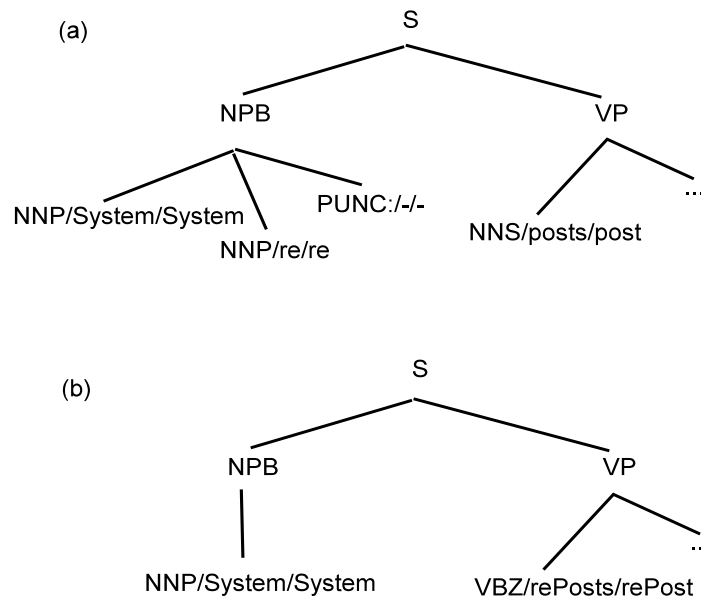 (a)
S
NPB VP
NNP/System/System NNP/re/re PUNC:/-/- NNS/posts/post ...
(b)
S
NPB VP
NNP/System/System VBZ/rePosts/rePost ...